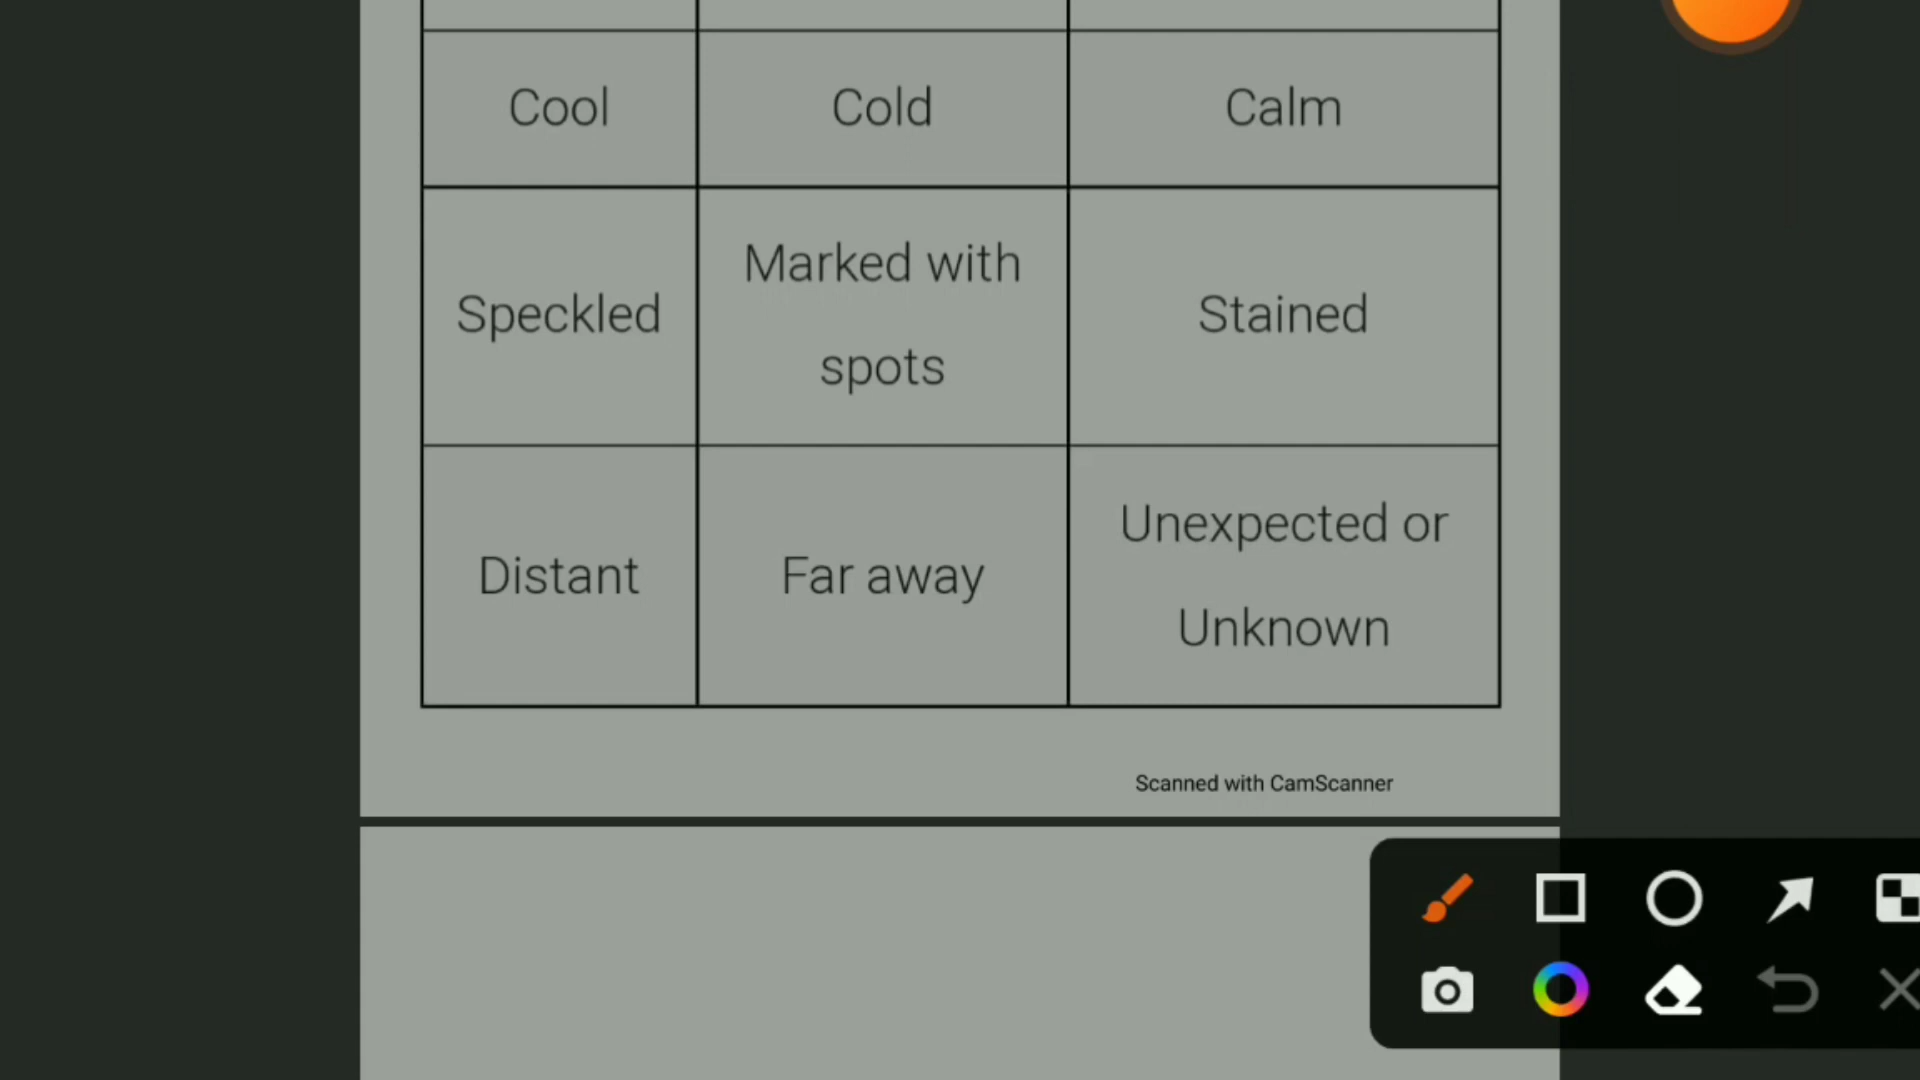 Cool Cold Calm
Speckled Marked with spots Stained
Distant Far away Unexpected or Unknown
Scanned with CamScanner